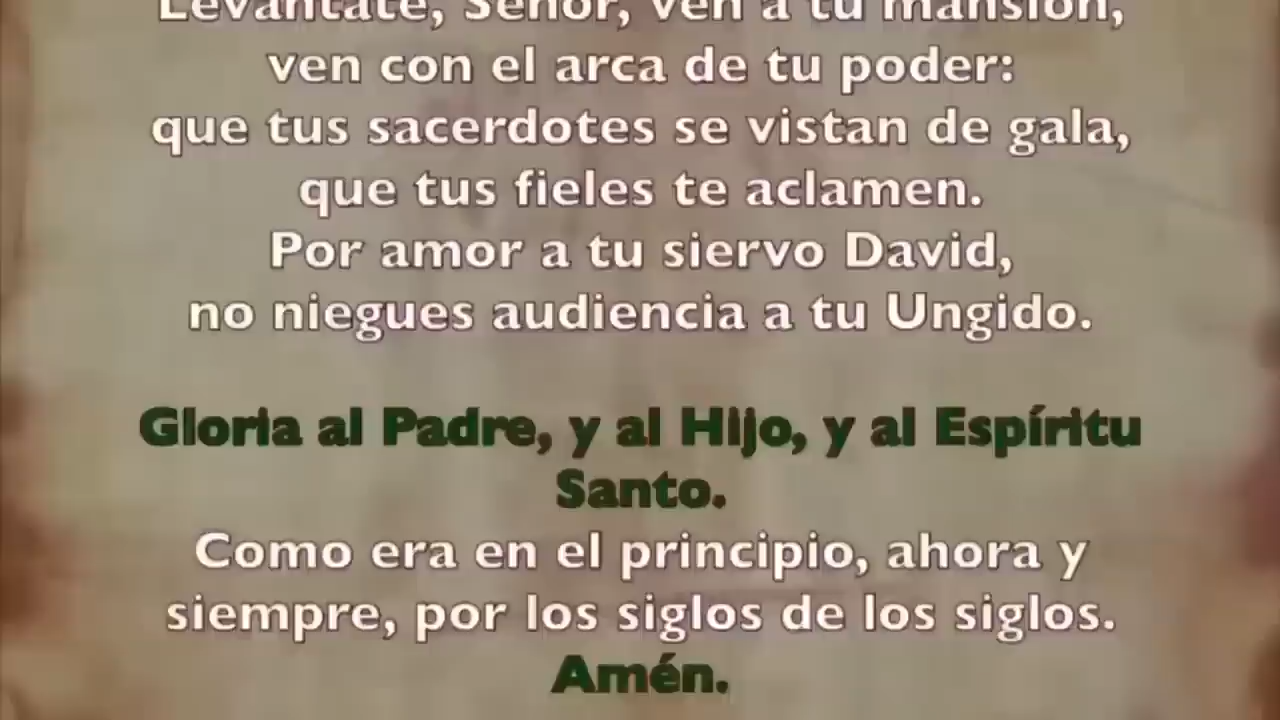 Levántate, Señor, ven a tu mansión,
ven con el arca de tu poder:
que tus sacerdotes se vistan de gala,
que tus fieles te aclamen.
Por amor a tu siervo David,
no niegues audiencia a tu Ungido.
Gloria al Padre, y al Hijo, y al Espíritu
Santo.
Como era en el principio, ahora y
siempre, por los siglos de los siglos.
Amén.